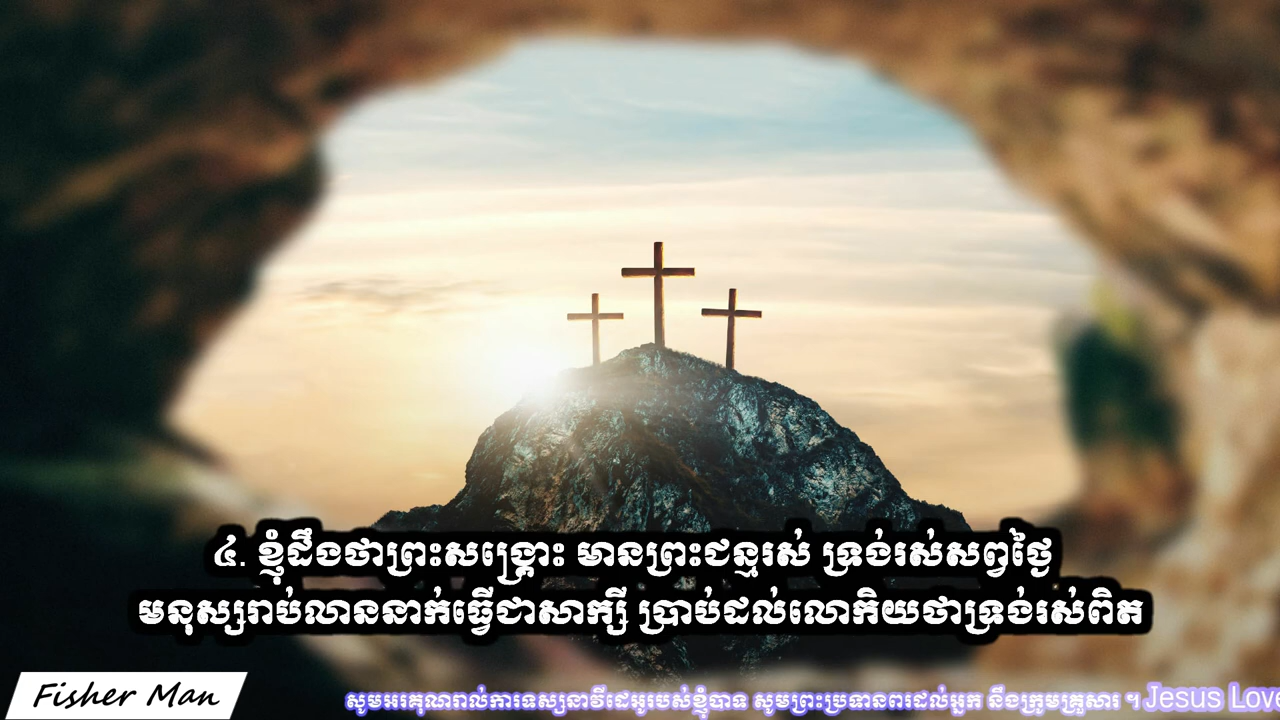 ៤. ខ្ញុំដឹងថាព្រះសង្គ្រោះ មានព្រះជន្មរស់ ទ្រង់រស់សព្វថ្ងៃ
មនុស្សរាប់លាននាក់ធ្វើជាសាក្សី ប្រាប់ដល់លោកិយថាទ្រង់រស់ពិត
Fisher Man
សូមអរគុណរាល់ការទស្សនាវីដេអូរបស់ខ្ញុំបាទ សូមព្រះប្រទានពរដល់អ្នក នឹងក្រុមគ្រួសារ ។ Jesus Love